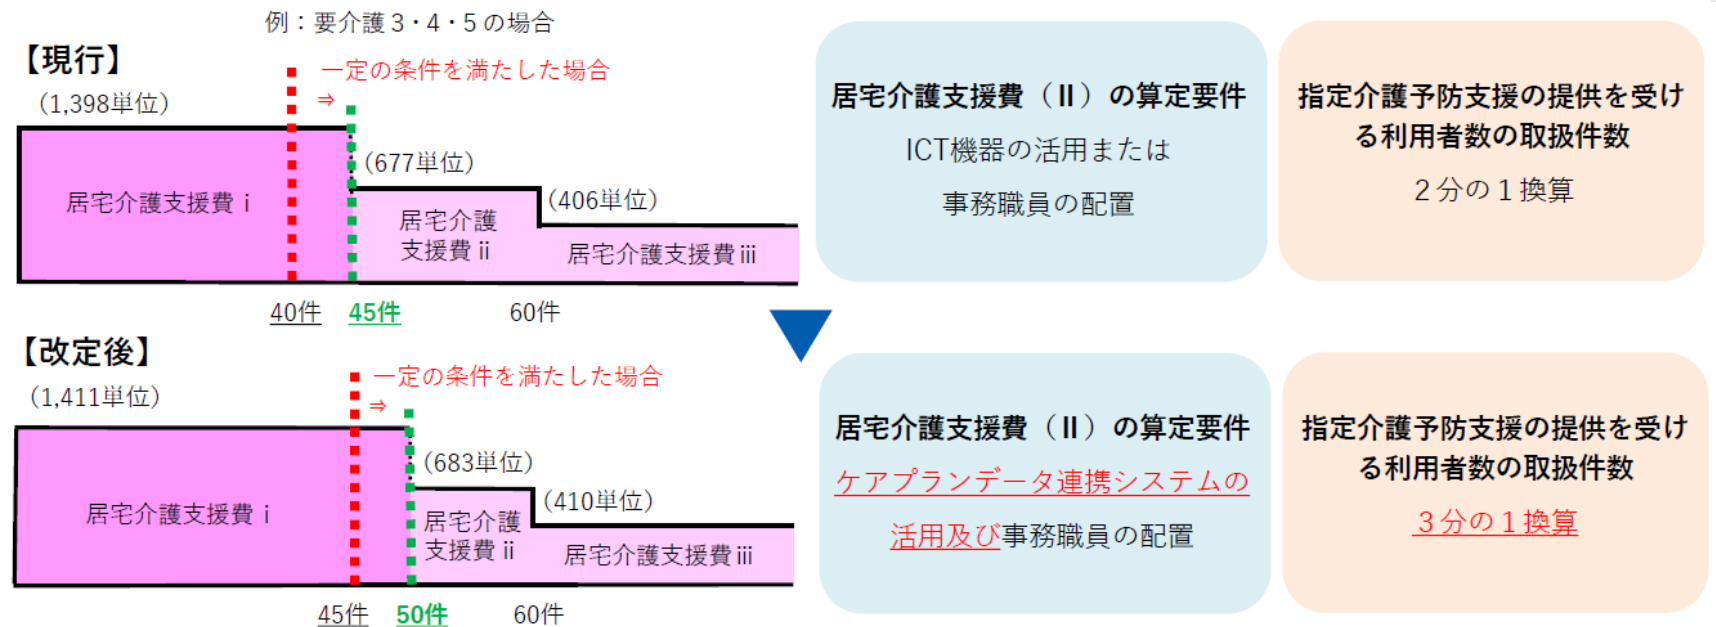 例：要介護3・4・5の場合
【現行】
一定の条件を満たした場合
⇒
（1,398単位）
（677単位）
（406単位）
居宅介護支援費ⅰ
居宅介護
支援費ⅱ
居宅介護支援費ⅲ
40件
45件
60件
居宅介護支援費（Ⅱ）の算定要件
ICT機器の活用または
事務職員の配置
指定介護予防支援の提供を受け
る利用者数の取扱件数
２分の１換算
【改定後】
一定の条件を満たした場合
⇒
（1,411単位）
（683単位）
（410単位）
居宅介護支援費ⅰ
居宅介護
支援費ⅱ
居宅介護支援費ⅲ
45件
50件
60件
居宅介護支援費（Ⅱ）の算定要件
ケアプランデータ連携システムの
活用及び事務職員の配置
指定介護予防支援の提供を受け
る利用者数の取扱件数
３分の１換算